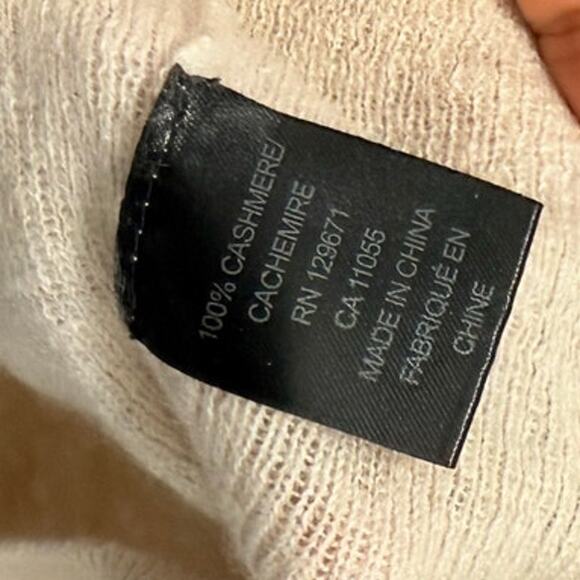 100% CASHMERE/
CACHEMIRE
RN 129671
CA 11055
MADE IN CHINA
FABRIQUÉ EN
CHINE